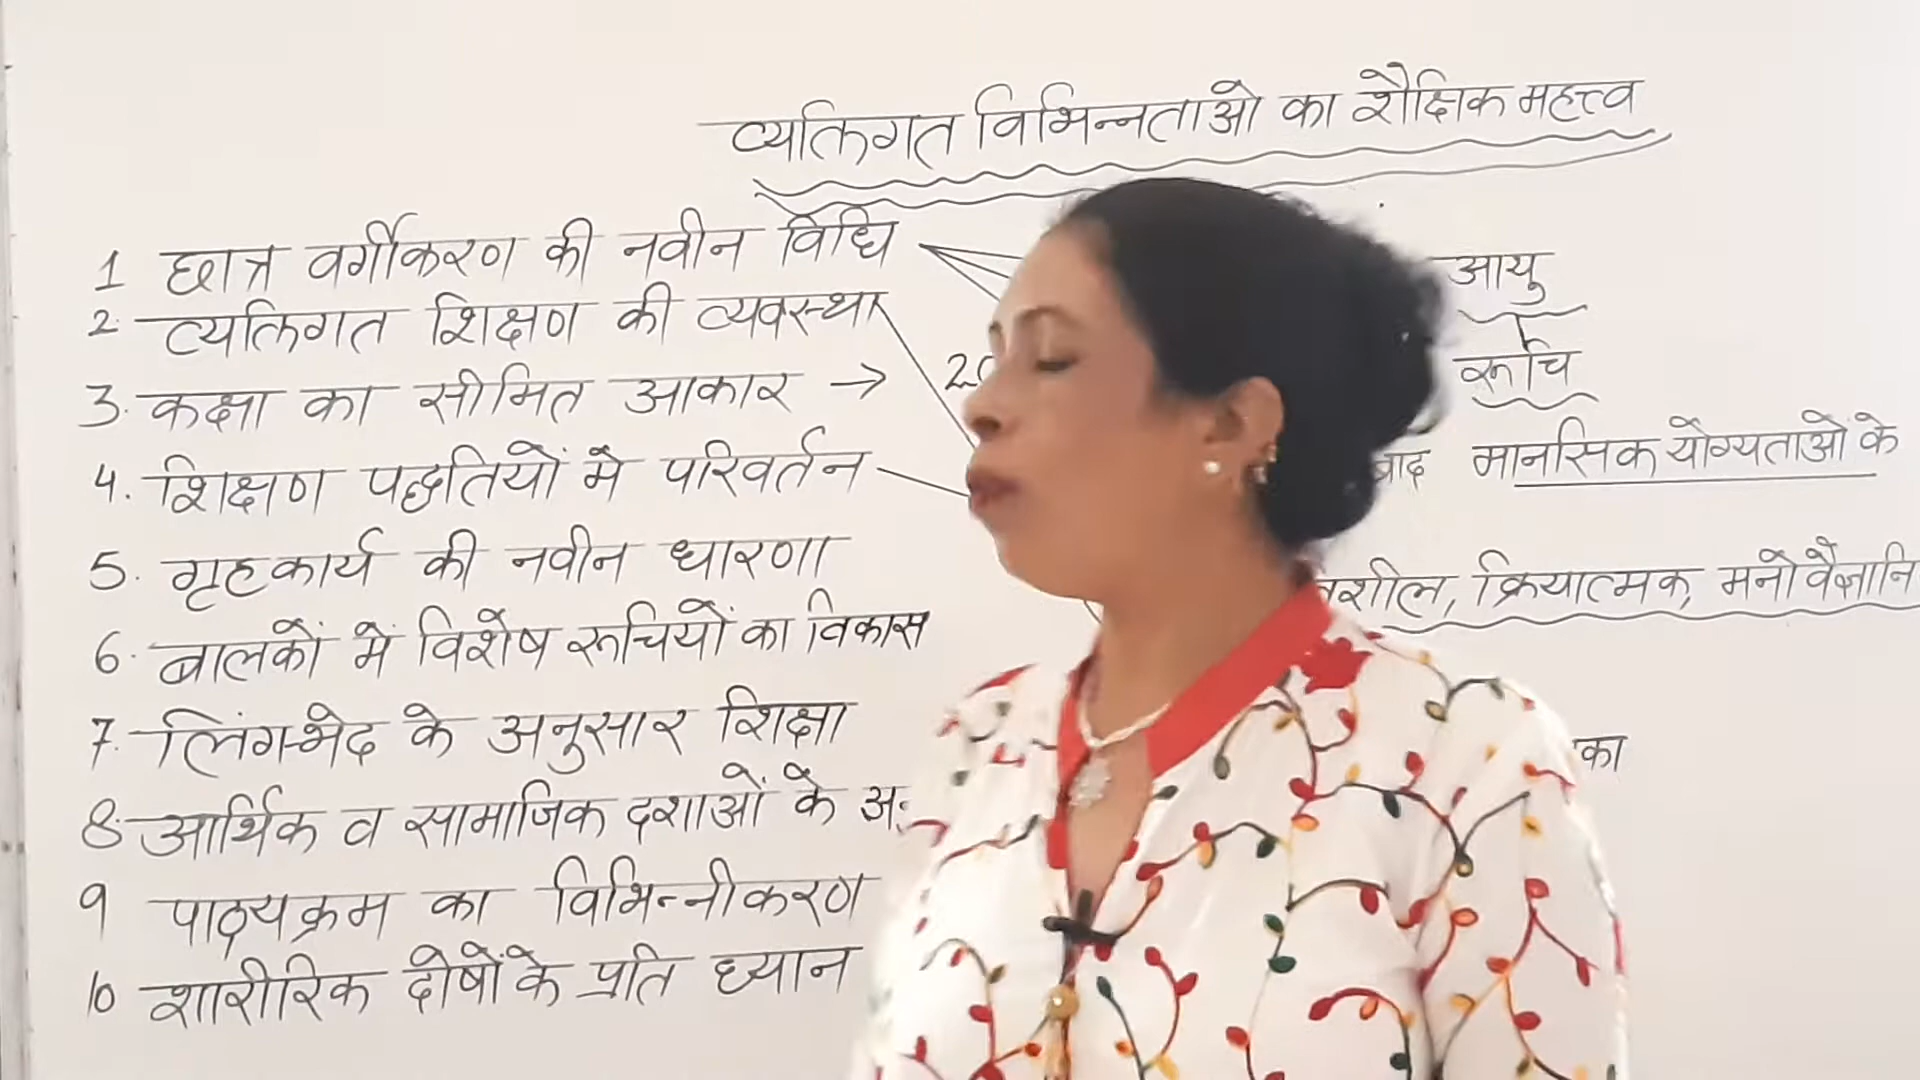 व्यक्तिगत विभिन्नताओ का शैक्षिक महत्त्व
1 छात्र वर्गीकरण की नवीन विधि
2. व्यक्तिगत शिक्षण की व्यवस्था
3. कक्षा का सीमित आकार → 20
4. शिक्षण पद्धतियों मे परिवर्तन
5. गृहकार्य की नवीन धारणा
6. बालकों में विशेष रूचियों का विकास
7. लिंग-भेद के अनुसार शिक्षा
8. आर्थिक व सामाजिक दशाओं के
9 पाठ्यक्रम का विभिन्नीकरण
10 शारीरिक दोषों के प्रति ध्यान
आयु
रूचि
बाद मानसिक योग्यताओं के
क्रियात्मक, मनोवैज्ञानि
का